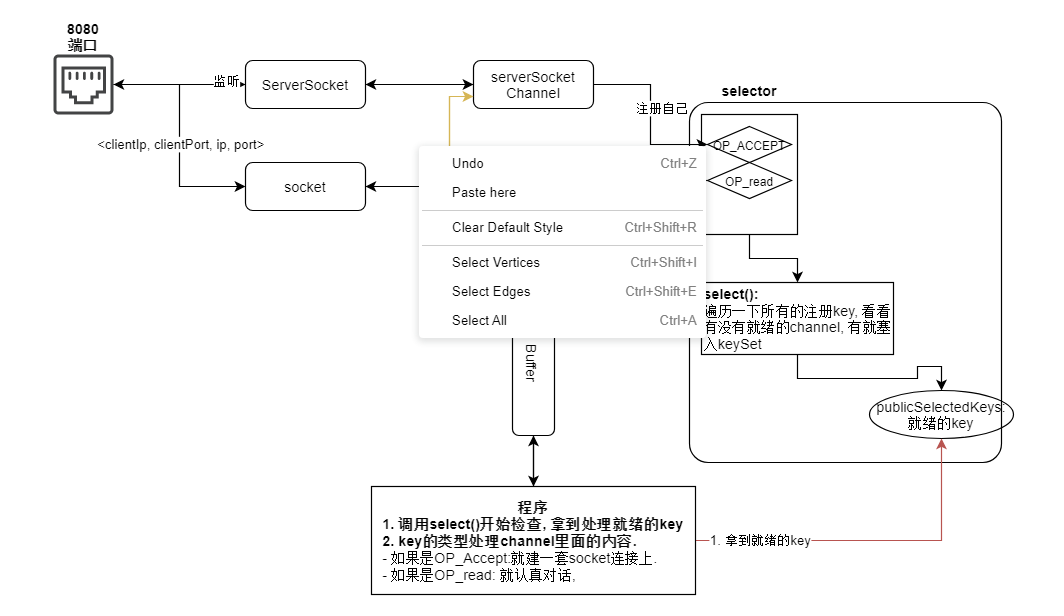 8080
端口
监听
ServerSocket
serverSocket
Channel
selector
注册自己
<clientIp, clientPort, ip, port>
OP_ACCEPT
socket
OP_read
Undo Ctrl+Z
Paste here
Clear Default Style Ctrl+Shift+R
Select Vertices Ctrl+Shift+I
Select Edges Ctrl+Shift+E
Select All Ctrl+A
select():
遍历一下所有的注册key, 看看
有没有就绪的channel, 有就塞
入keySet
Buffer
publicSelectedKeys:
就绪的key
程序
1. 调用select()开始检查, 拿到处理就绪的key
2. key的类型处理channel里面的内容.
- 如果是OP_Accept:就建一套socket连接上.
- 如果是OP_read: 就认真对话,
1. 拿到就绪的key